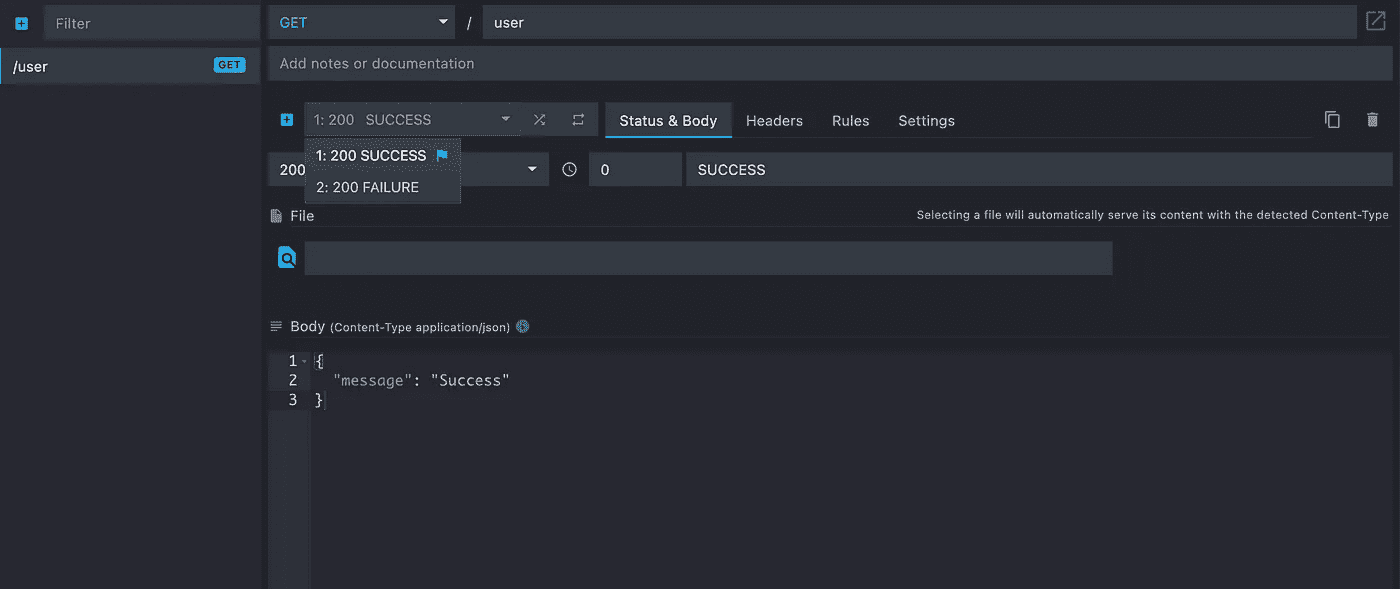 Filter
GET
/
user
/user
GET
Add notes or documentation
1: 200 SUCCESS
Status & Body
Headers
Rules
Settings
1: 200 SUCCESS
2: 200 FAILURE
200
0
SUCCESS
File
Selecting a file will automatically serve its content with the detected Content-Type
Body (Content-Type application/json)
1 {
2 "message": "Success"
3 }